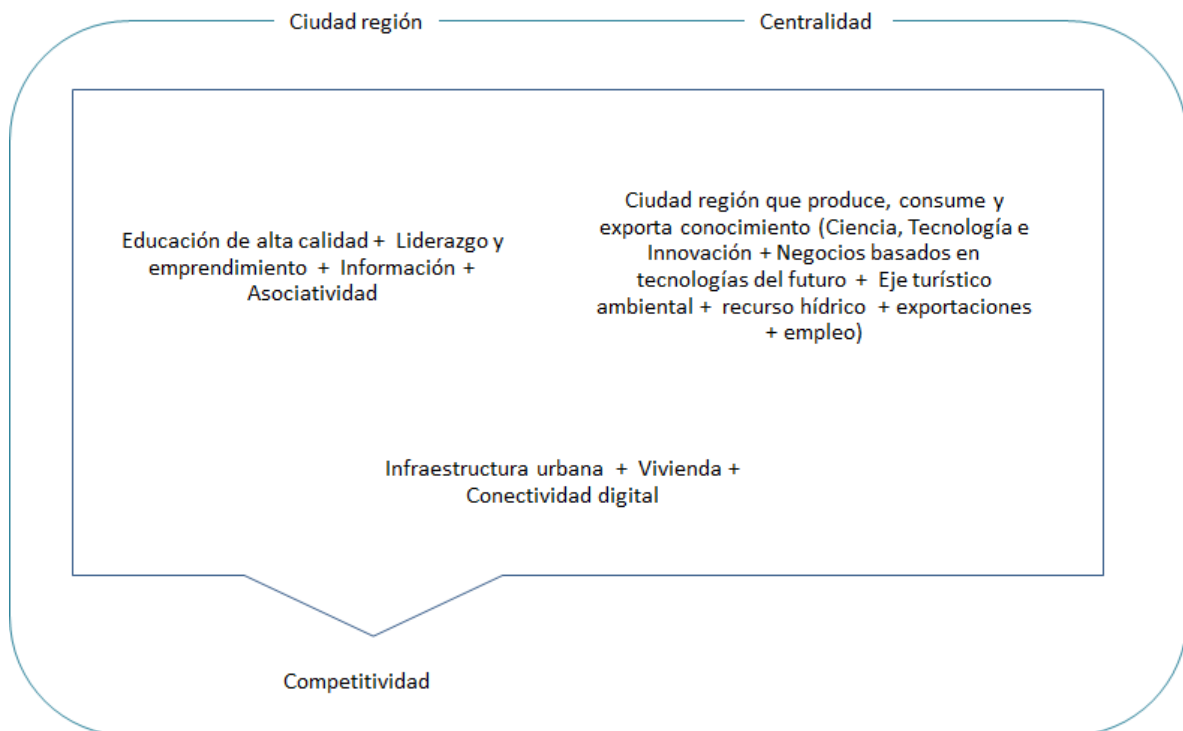 Ciudad región
Centralidad
Educación de alta calidad + Liderazgo y
emprendimiento + Información +
Asociatividad
Ciudad región que produce, consume y
exporta conocimiento (Ciencia, Tecnología e
Innovación + Negocios basados en
tecnologías del futuro + Eje turístico
ambiental + recurso hídrico + exportaciones
+ empleo)
Infraestructura urbana + Vivienda +
Conectividad digital
Competitividad